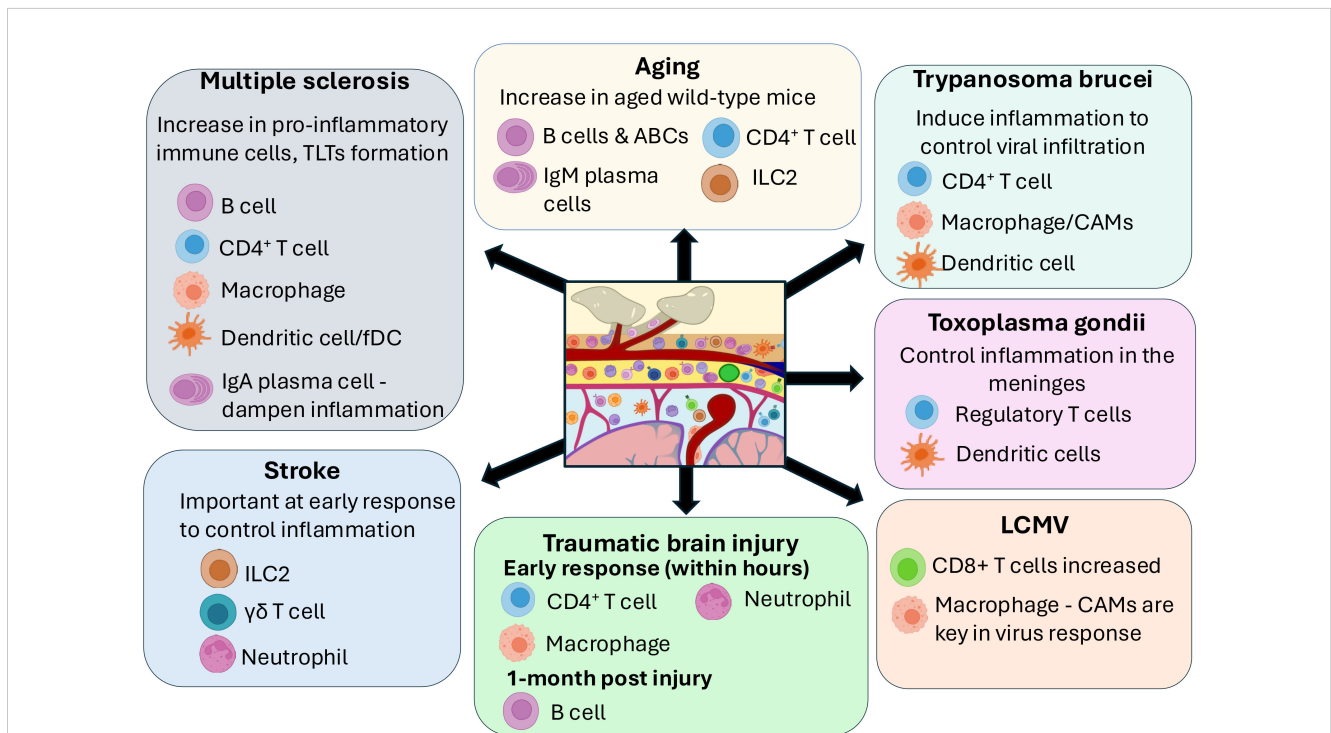 Multiple sclerosis
Increase in pro-inflammatory
immune cells, TLTs formation
B cell
CD4⁺ T cell
Macrophage
Dendritic cell/fDC
IgA plasma cell -
dampen inflammation
Aging
Increase in aged wild-type mice
B cells & ABCs
CD4⁺ T cell
IgM plasma
cells
ILC2
Trypanosoma brucei
Induce inflammation to
control viral infiltration
CD4⁺ T cell
Macrophage/CAMs
Dendritic cell
Toxoplasma gondii
Control inflammation in the
meninges
Regulatory T cells
Dendritic cells
Stroke
Important at early response
to control inflammation
ILC2
γδ T cell
Neutrophil
Traumatic brain injury
Early response (within hours)
CD4⁺ T cell
Neutrophil
Macrophage
1-month post injury
B cell
LCMV
CD8+ T cells increased
Macrophage - CAMs are
key in virus response